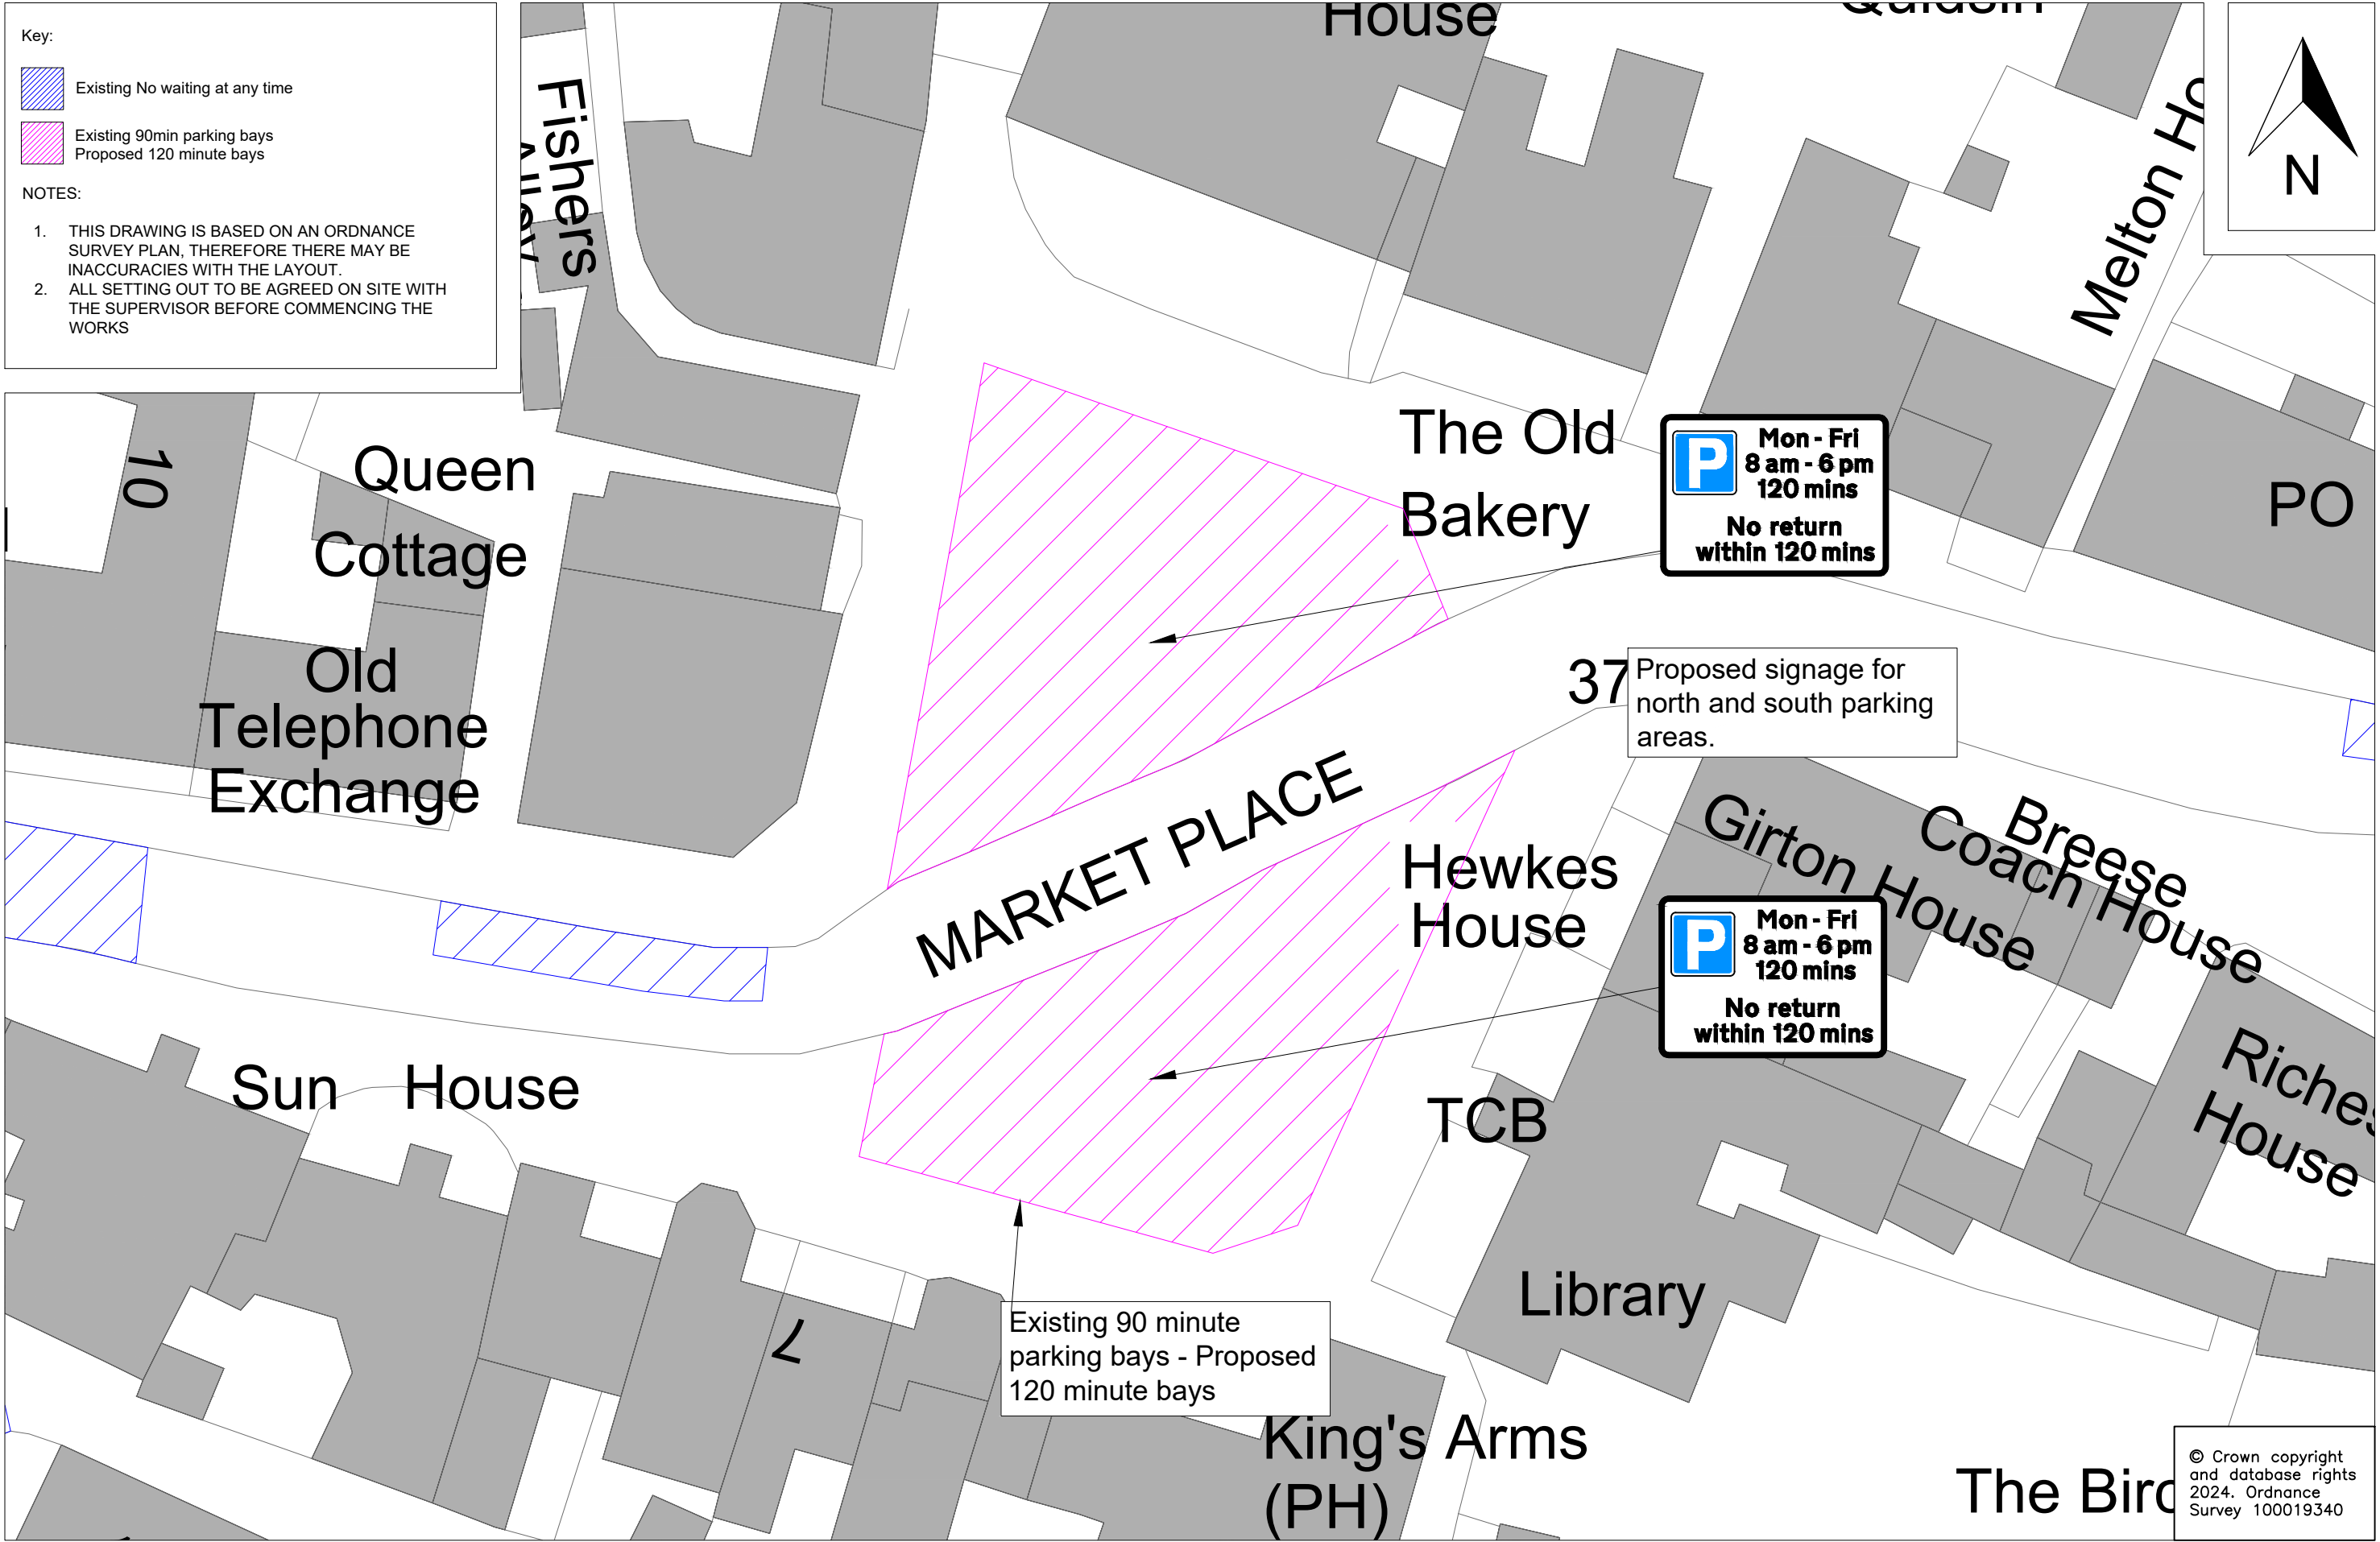 Key:
Existing No waiting at any time
Existing 90min parking bays
Proposed 120 minute bays
NOTES:
1. THIS DRAWING IS BASED ON AN ORDNANCE
SURVEY PLAN, THEREFORE THERE MAY BE
INACCURACIES WITH THE LAYOUT.
2. ALL SETTING OUT TO BE AGREED ON SITE WITH
THE SUPERVISOR BEFORE COMMENCING THE
WORKS
House
Fishers
Alley
Melton
N
10
Queen
Cottage
The Old
Bakery
P Mon - Fri
8 am - 6 pm
120 mins
No return
within 120 mins
PO
Old
Telephone
Exchange
37
Proposed signage for
north and south parking
areas.
MARKET PLACE
Hewkes
House
Girton House
Breese
Coach House
P Mon - Fri
8 am - 6 pm
120 mins
No return
within 120 mins
Sun House
TCB
Riches
House
Library
7
Existing 90 minute
parking bays - Proposed
120 minute bays
King's Arms
(PH)
The
© Crown copyright
and database rights
2024. Ordnance
Survey 100019340